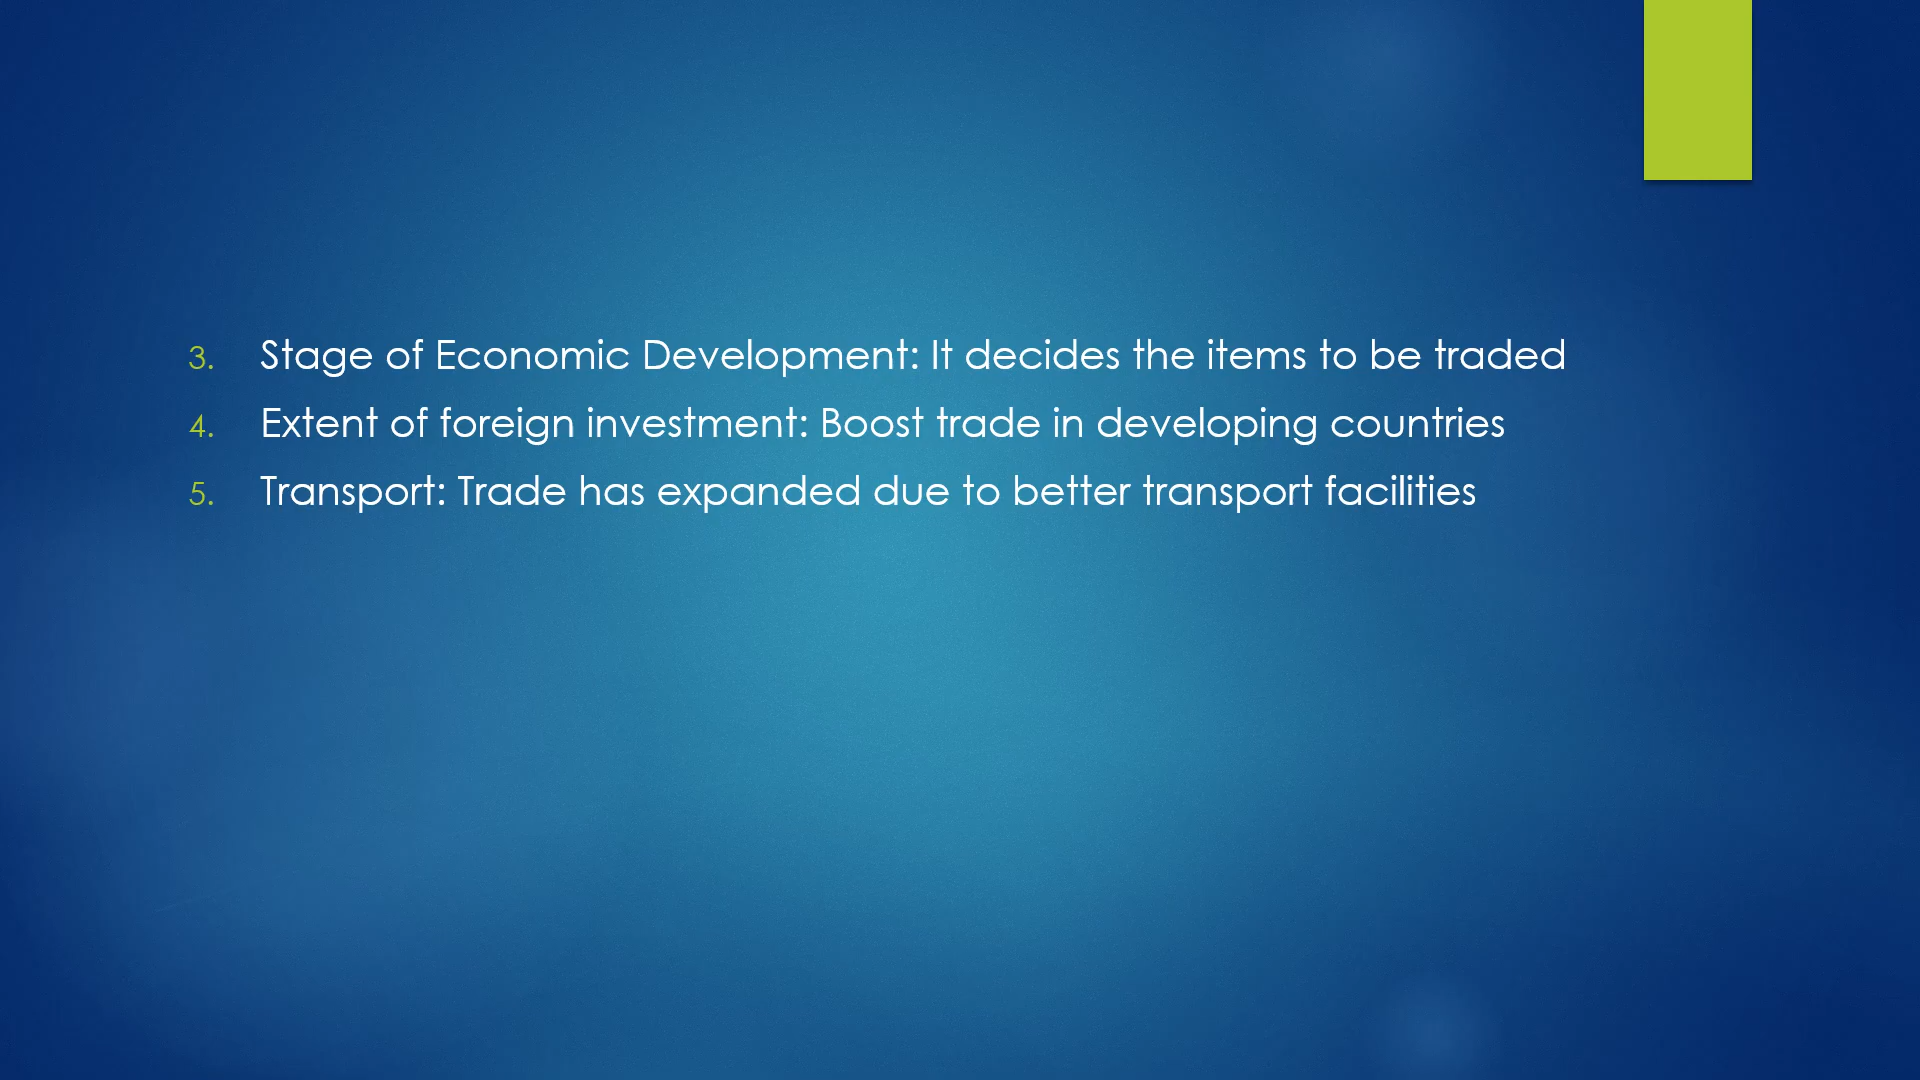 3. Stage of Economic Development: It decides the items to be traded
4. Extent of foreign investment: Boost trade in developing countries
5. Transport: Trade has expanded due to better transport facilities